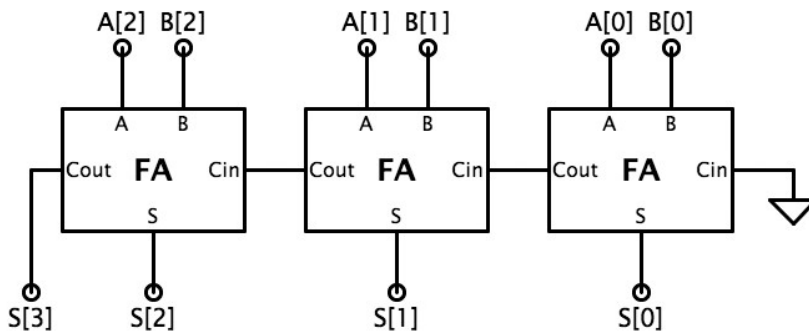 A[2] B[2] A[1] B[1] A[0] B[0]
A B A B A B
Cout FA Cin Cout FA Cin Cout FA Cin
S S S
S[3] S[2] S[1] S[0]